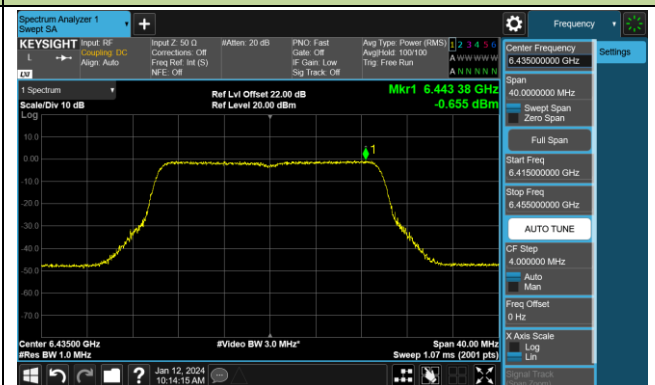 Spectrum Analyzer 1
Swept SA
+
Frequency
KEYSIGHT
L
LXI
Input: RF
Coupling: DC
Align: Auto
Input Z: 50 Ω
Corrections: Off
Freq Ref: Int (S)
NFE: Off
#Atten: 20 dB
PNO: Fast
Gate: Off
IF Gain: Low
Sig Track: Off
Avg Type: Power (RMS)
Avg|Hold: 100/100
Trig: Free Run
1 2 3 4 5 6
A W W W W W
A N N N N N
1 Spectrum
Scale/Div 10 dB
Log
Ref Lvl Offset 22.00 dB
Ref Level 20.00 dBm
Mkr1 6.443 38 GHz
-0.655 dBm
1
10.0
0.00
-10.0
-20.0
-30.0
-40.0
-50.0
-60.0
-70.0
Center 6.43500 GHz
#Res BW 1.0 MHz
#Video BW 3.0 MHz*
Span 40.00 MHz
Sweep 1.07 ms (2001 pts)
Jan 12, 2024
10:14:15 AM
?
Center Frequency
6.435000000 GHz
Settings
Span
40.0000000 MHz
Swept Span
Zero Span
Full Span
Start Freq
6.415000000 GHz
Stop Freq
6.455000000 GHz
AUTO TUNE
CF Step
4.000000 MHz
Auto
Man
Freq Offset
0 Hz
X Axis Scale
Log
Lin
Signal Track
(Span Zoom)